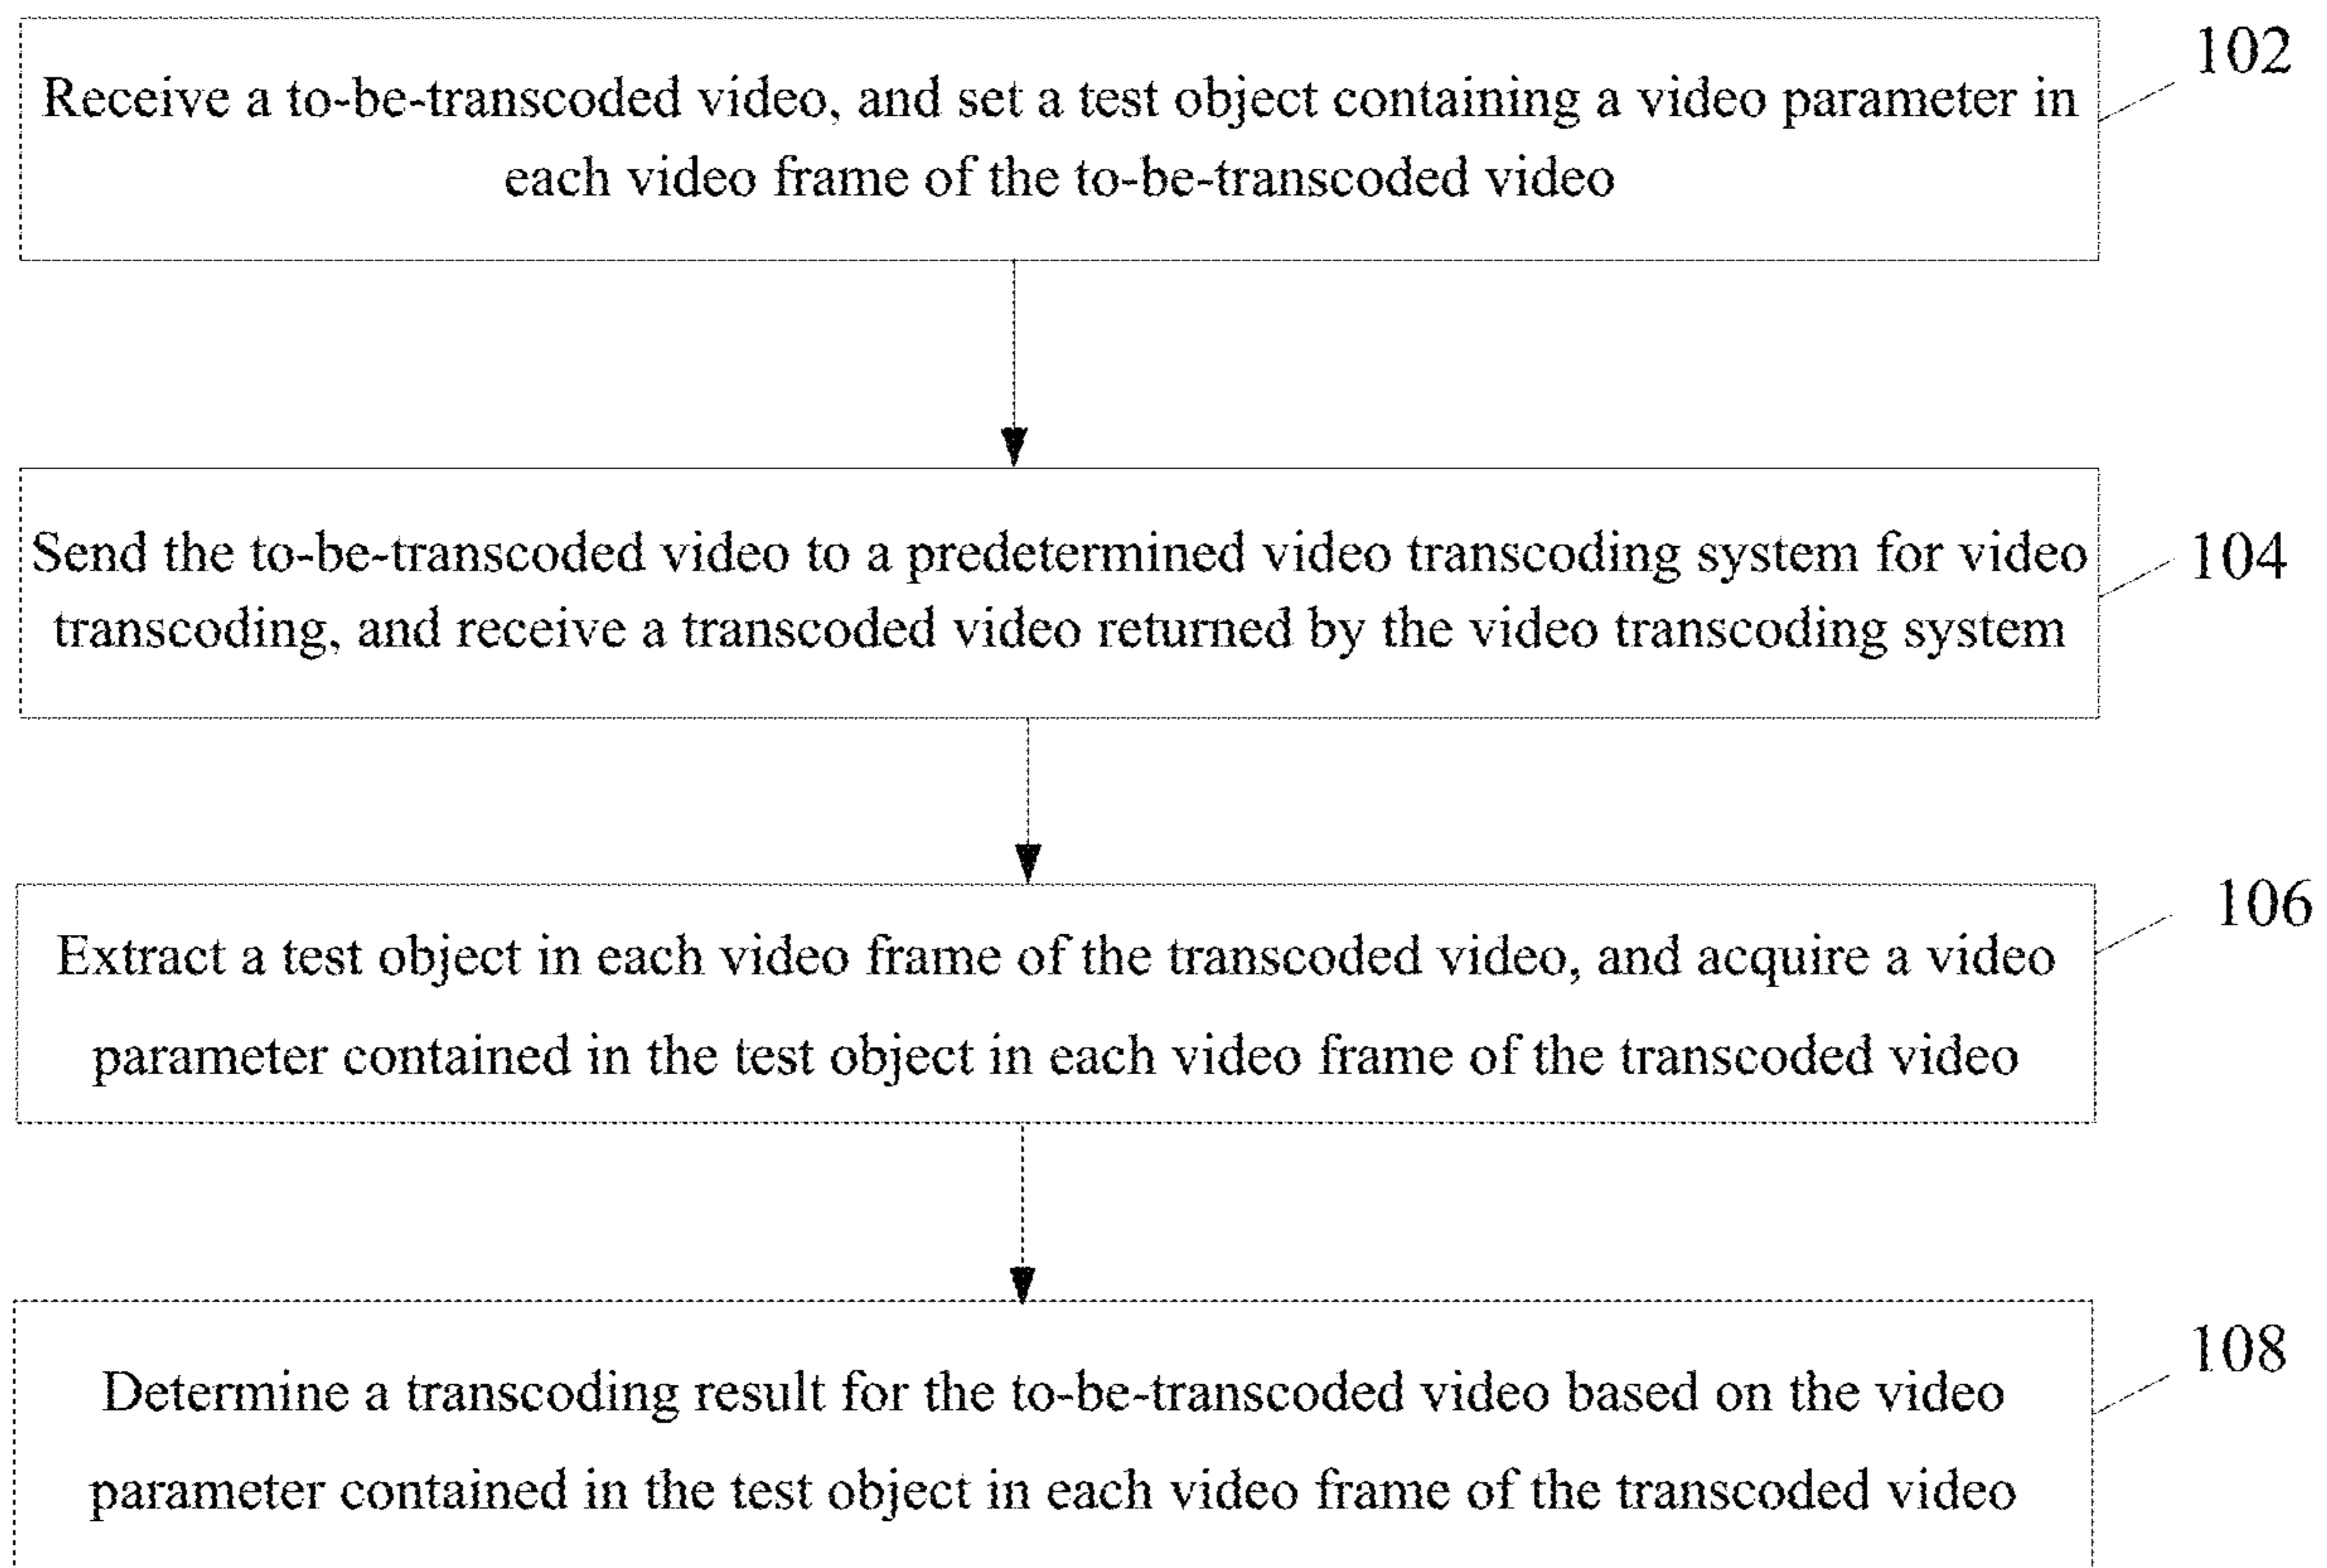 102
Receive a to-be-transcoded video, and set a test object containing a video parameter in
each video frame of the to-be-transcoded video
104
Send the to-be-transcoded video to a predetermined video transcoding system for video
transcoding, and receive a transcoded video returned by the video transcoding system
106
Extract a test object in each video frame of the transcoded video, and acquire a video
parameter contained in the test object in each video frame of the transcoded video
108
Determine a transcoding result for the to-be-transcoded video based on the video
parameter contained in the test object in each video frame of the transcoded video